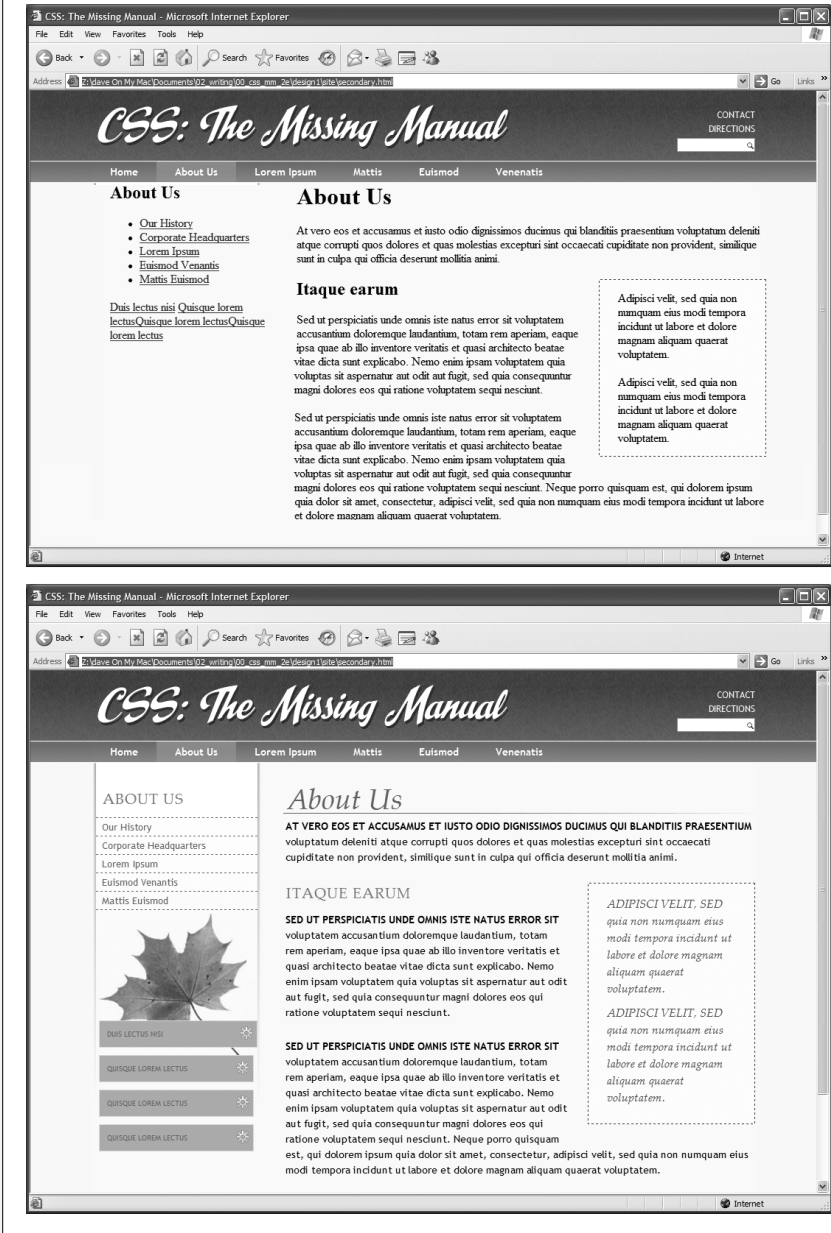 CSS: The Missing Manual - Microsoft Internet Explorer
File Edit View Favorites Tools Help
Back Search Favorites
Address Z:\dave On My Mac\Documents\02_writing\00_css_mm_2e\design1\site\secondary.html Go Links »
CSS: The Missing Manual
CONTACT
DIRECTIONS
Home About Us Lorem Ipsum Mattis Euismod Venenatis
About Us
Our History
Corporate Headquarters
Lorem Ipsum
Euismod Venantis
Mattis Euismod
Duis lectus nisi Quisque lorem
lectusQuisque lorem lectusQuisque
lorem lectus
About Us
At vero eos et accusamus et iusto odio dignissimos ducimus qui blanditiis praesentium voluptatum deleniti
atque corrupti quos dolores et quas molestias excepturi sint occaecati cupiditate non provident, similique
sunt in culpa qui officia deserunt mollitia animi.
Itaque earum
Sed ut perspiciatis unde omnis iste natus error sit voluptatem
accusantium doloremque laudantium, totam rem aperiam, eaque
ipsa quae ab illo inventore veritatis et quasi architecto beatae
vitae dicta sunt explicabo. Nemo enim ipsam voluptatem quia
voluptas sit aspernatur aut odit aut fugit, sed quia consequuntur
magni dolores eos qui ratione voluptatem sequi nesciunt.
Sed ut perspiciatis unde omnis iste natus error sit voluptatem
accusantium doloremque laudantium, totam rem aperiam, eaque
ipsa quae ab illo inventore veritatis et quasi architecto beatae
vitae dicta sunt explicabo. Nemo enim ipsam voluptatem quia
voluptas sit aspernatur aut odit aut fugit, sed quia consequuntur
magni dolores eos qui ratione voluptatem sequi nesciunt. Neque porro quisquam est, qui dolorem ipsum
quia dolor sit amet, consectetur, adipisci velit, sed quia non numquam eius modi tempora incidunt ut labore
et dolore magnam aliquam quaerat voluptatem.
Adipisci velit, sed quia non
numquam eius modi tempora
incidunt ut labore et dolore
magnam aliquam quaerat
voluptatem.
Adipisci velit, sed quia non
numquam eius modi tempora
incidunt ut labore et dolore
magnam aliquam quaerat
voluptatem.
Internet
CSS: The Missing Manual - Microsoft Internet Explorer
File Edit View Favorites Tools Help
Back Search Favorites
Address Z:\dave On My Mac\Documents\02_writing\00_css_mm_2e\design1\site\secondary.html Go Links »
CSS: The Missing Manual
CONTACT
DIRECTIONS
Home About Us Lorem Ipsum Mattis Euismod Venenatis
ABOUT US
Our History
Corporate Headquarters
Lorem Ipsum
Euismod Venantis
Mattis Euismod
DUIS LECTUS NISI
QUISQUE LOREM LECTUS
QUISQUE LOREM LECTUS
QUISQUE LOREM LECTUS
About Us
AT VERO EOS ET ACCUSAMUS ET IUSTO ODIO DIGNISSIMOS DUCIMUS QUI BLANDITIIS PRAESENTIUM
voluptatum deleniti atque corrupti quos dolores et quas molestias excepturi sint occaecati
cupiditate non provident, similique sunt in culpa qui officia deserunt mollitia animi.
ITAQUE EARUM
SED UT PERSPICIATIS UNDE OMNIS ISTE NATUS ERROR SIT
voluptatem accusantium doloremque laudantium, totam
rem aperiam, eaque ipsa quae ab illo inventore veritatis et
quasi architecto beatae vitae dicta sunt explicabo. Nemo
enim ipsam voluptatem quia voluptas sit aspernatur aut odit
aut fugit, sed quia consequuntur magni dolores eos qui
ratione voluptatem sequi nesciunt.
SED UT PERSPICIATIS UNDE OMNIS ISTE NATUS ERROR SIT
voluptatem accusantium doloremque laudantium, totam
rem aperiam, eaque ipsa quae ab illo inventore veritatis et
quasi architecto beatae vitae dicta sunt explicabo. Nemo
enim ipsam voluptatem quia voluptas sit aspernatur aut odit
aut fugit, sed quia consequuntur magni dolores eos qui
ratione voluptatem sequi nesciunt. Neque porro quisquam
est, qui dolorem ipsum quia dolor sit amet, consectetur, adipisci velit, sed quia non numquam eius
modi tempora incidunt ut labore et dolore magnam aliquam quaerat voluptatem.
ADIPISCI VELIT, SED
quia non numquam eius
modi tempora incidunt ut
labore et dolore magnam
aliquam quaerat
voluptatem.
ADIPISCI VELIT, SED
quia non numquam eius
modi tempora incidunt ut
labore et dolore magnam
aliquam quaerat
voluptatem.
Internet